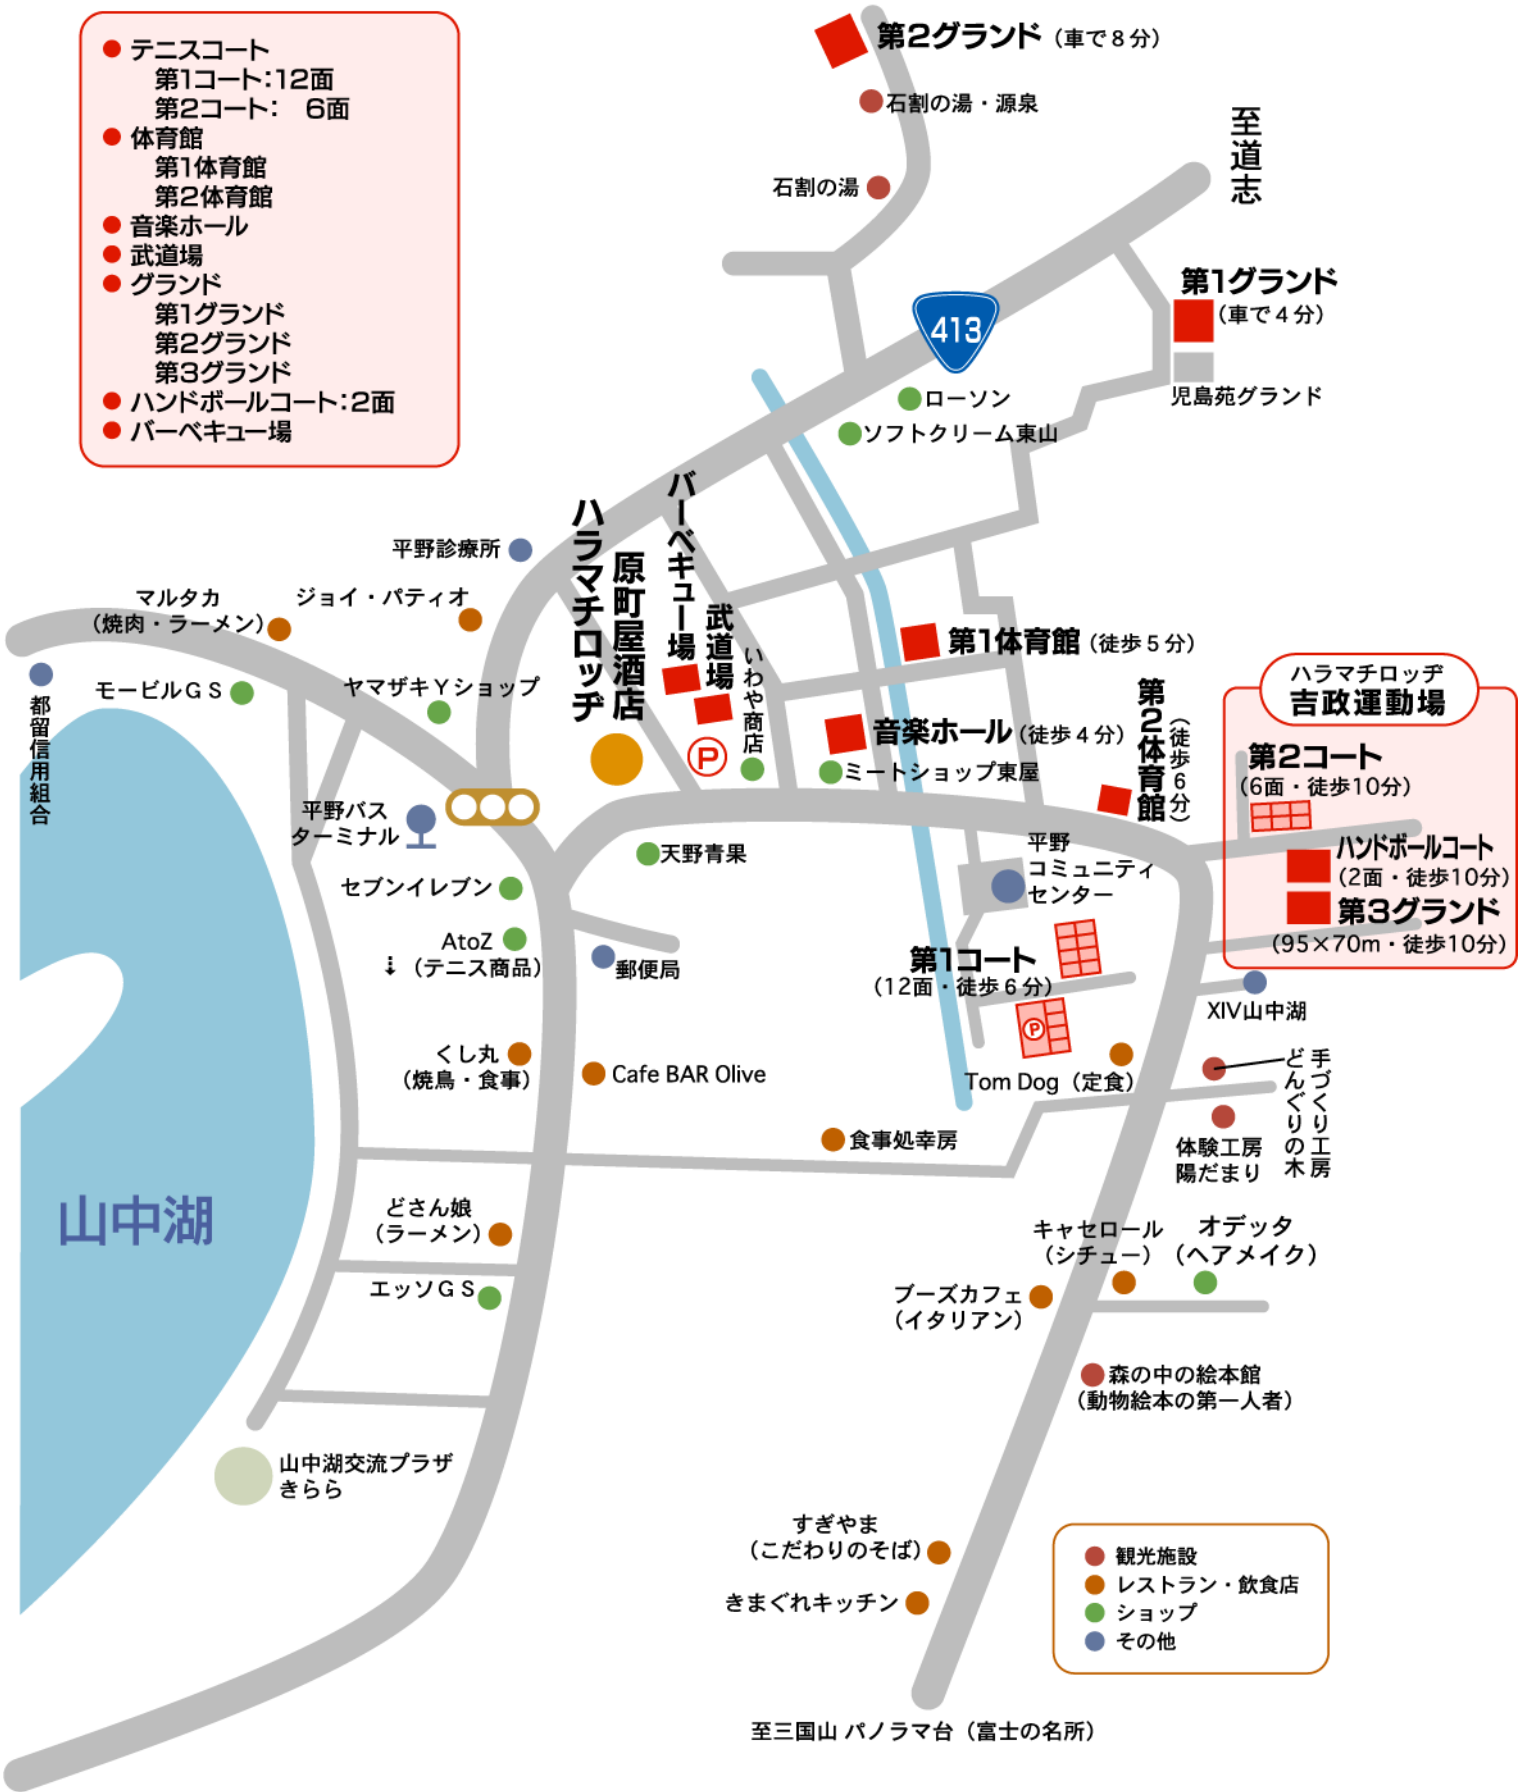 テニスコート
第1コート：12面
第2コート：　6面
体育館
第1体育館
第2体育館
音楽ホール
武道場
グランド
第1グランド
第2グランド
第3グランド
ハンドボールコート：2面
バーベキュー場
第2グランド（車で８分）
石割の湯・源泉
石割の湯
至道志
第1グランド
（車で４分）
児島苑グランド
413
ローソン
ソフトクリーム東山
平野診療所
ハラマチロッヂ
原町屋酒店
バーベキュー場
武道場
いわや商店
P
マルタカ
（焼肉・ラーメン）
ジョイ・パティオ
都留信用組合
モービルＧＳ
ヤマザキＹショップ
第1体育館（徒歩５分）
音楽ホール（徒歩４分）
ミートショップ東屋
第2体育館
（徒歩６分）
ハラマチロッヂ
吉政運動場
第2コート
（6面・徒歩10分）
ハンドボールコート
（2面・徒歩10分）
第3グランド
（95×70m・徒歩10分）
平野バス
ターミナル
天野青果
平野
コミュニティ
センター
セブンイレブン
AtoZ
⇣（テニス商品）
郵便局
第1コート
（12面・徒歩６分）
P
XIV山中湖
くし丸
（焼鳥・食事）
Cafe BAR Olive
Tom Dog（定食）
手づくり工房
どんぐりの木
食事処幸房
体験工房
陽だまり
山中湖
どさん娘
（ラーメン）
キャセロール
（シチュー）
オデッタ
（ヘアメイク）
エッソＧＳ
ブーズカフェ
（イタリアン）
森の中の絵本館
（動物絵本の第一人者）
山中湖交流プラザ
きらら
すぎやま
（こだわりのそば）
きまぐれキッチン
観光施設
レストラン・飲食店
ショップ
その他
至三国山 パノラマ台（富士の名所）